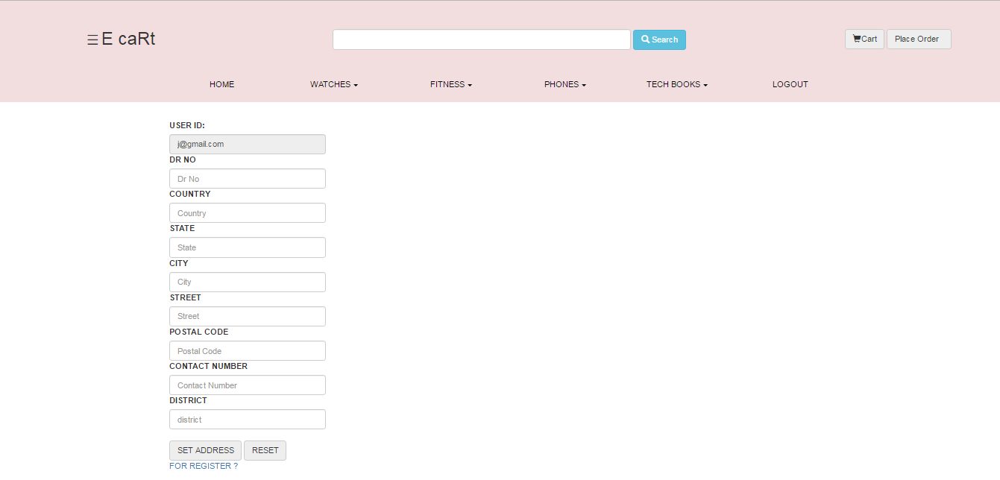 ☰ E caRt
Search
Cart
Place Order
HOME
WATCHES
FITNESS
PHONES
TECH BOOKS
LOGOUT
USER ID:
j@gmail.com
DR NO
Dr No
COUNTRY
Country
STATE
State
CITY
City
STREET
Street
POSTAL CODE
Postal Code
CONTACT NUMBER
Contact Number
DISTRICT
district
SET ADDRESS
RESET
FOR REGISTER ?